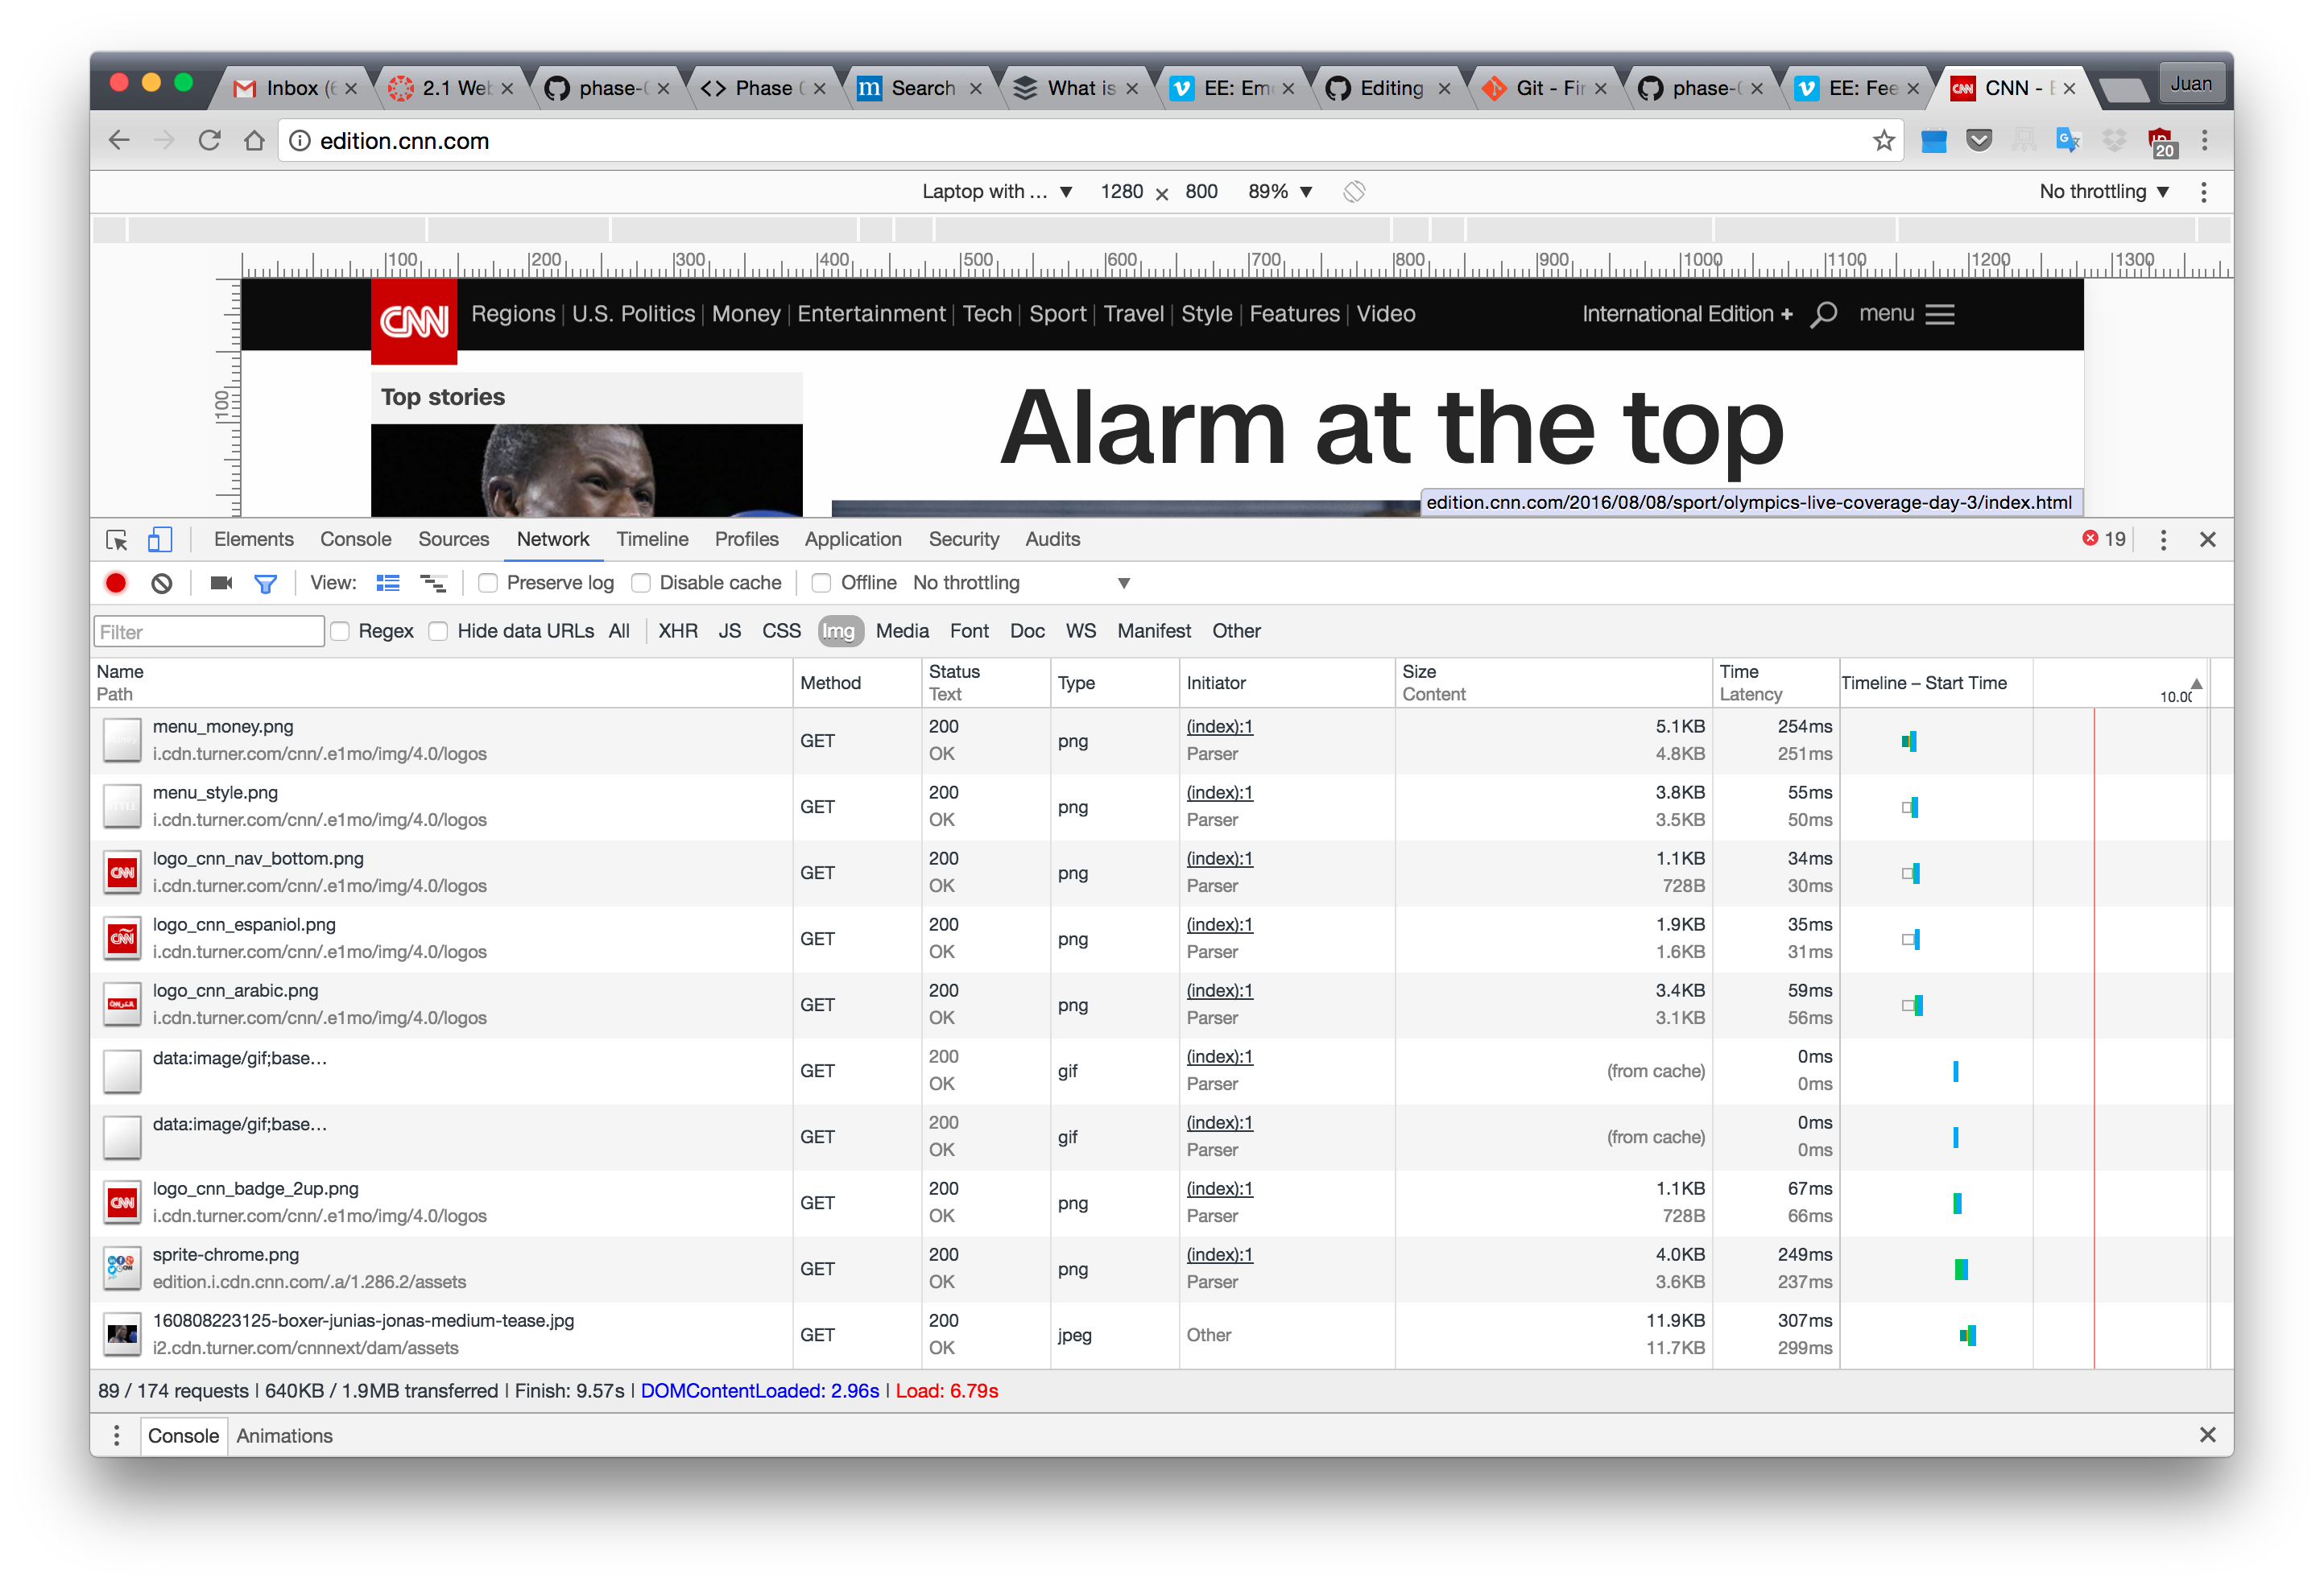 Inbox (6
2.1 Web
phase-0
Phase 0
Search
What is
EE: Emo
Editing
Git - Fir
phase-0
EE: Fee
CNN - E
Juan
edition.cnn.com
20
Laptop with ... ▼ 1280 × 800 89% ▼
No throttling ▼
100 200 300 400 500 600 700 800 900 1000 1100 1200 1300
100
CNN
Regions | U.S. Politics | Money | Entertainment | Tech | Sport | Travel | Style | Features | Video
International Edition +
menu
Top stories
Alarm at the top
edition.cnn.com/2016/08/08/sport/olympics-live-coverage-day-3/index.html
Elements Console Sources Network Timeline Profiles Application Security Audits
19
View: Preserve log Disable cache Offline No throttling ▼
Filter Regex Hide data URLs All XHR JS CSS Img Media Font Doc WS Manifest Other
Name Status Size Time
Method Type Initiator Timeline – Start Time
Path Text Content Latency 10.00
menu_money.png 200 (index):1 5.1KB 254ms
GET png
i.cdn.turner.com/cnn/.e1mo/img/4.0/logos OK Parser 4.8KB 251ms
menu_style.png 200 (index):1 3.8KB 55ms
GET png
i.cdn.turner.com/cnn/.e1mo/img/4.0/logos OK Parser 3.5KB 50ms
logo_cnn_nav_bottom.png 200 (index):1 1.1KB 34ms
GET png
i.cdn.turner.com/cnn/.e1mo/img/4.0/logos OK Parser 728B 30ms
logo_cnn_espaniol.png 200 (index):1 1.9KB 35ms
GET png
i.cdn.turner.com/cnn/.e1mo/img/4.0/logos OK Parser 1.6KB 31ms
logo_cnn_arabic.png 200 (index):1 3.4KB 59ms
GET png
i.cdn.turner.com/cnn/.e1mo/img/4.0/logos OK Parser 3.1KB 56ms
data:image/gif;base... 200 (index):1 0ms
GET gif (from cache)
OK Parser 0ms
data:image/gif;base... 200 (index):1 0ms
GET gif (from cache)
OK Parser 0ms
logo_cnn_badge_2up.png 200 (index):1 1.1KB 67ms
GET png
i.cdn.turner.com/cnn/.e1mo/img/4.0/logos OK Parser 728B 66ms
sprite-chrome.png 200 (index):1 4.0KB 249ms
GET png
edition.i.cdn.cnn.com/.a/1.286.2/assets OK Parser 3.6KB 237ms
160808223125-boxer-junias-jonas-medium-tease.jpg 200 11.9KB 307ms
GET jpeg Other
i2.cdn.turner.com/cnnnext/dam/assets OK 11.7KB 299ms
89 / 174 requests | 640KB / 1.9MB transferred | Finish: 9.57s | DOMContentLoaded: 2.96s | Load: 6.79s
Console Animations